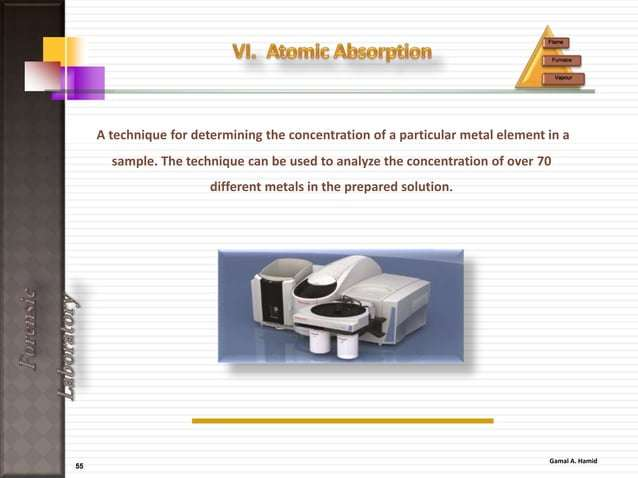 VI. Atomic Absorption
Flame
Furnace
Vapour
A technique for determining the concentration of a particular metal element in a
sample. The technique can be used to analyze the concentration of over 70
different metals in the prepared solution.
Forensic
Laboratory
55
Gamal A. Hamid